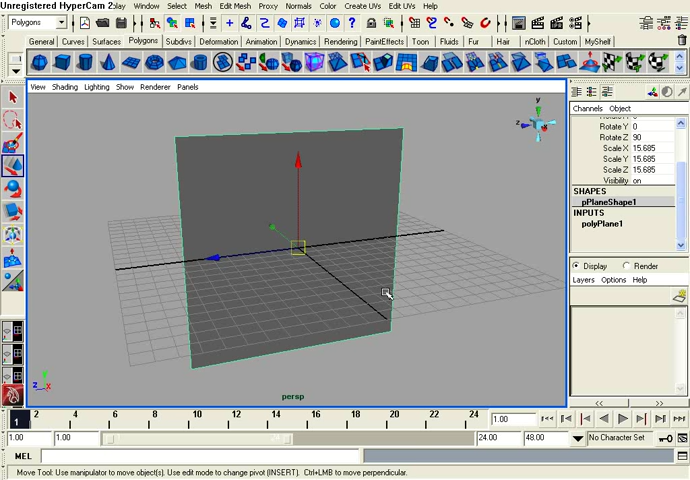 Unregistered HyperCam 2
play Window Select Mesh Edit Mesh Proxy Normals Color Create UVs Edit UVs Help
Polygons
General Curves Surfaces Polygons Subdivs Deformation Animation Dynamics Rendering PaintEffects Toon Fluids Fur Hair nCloth Custom MyShelf
View Shading Lighting Show Renderer Panels
Channels Object
Rotate Y 0
Rotate Z 90
Scale X 15.685
Scale Y 15.685
Scale Z 15.685
Visibility on
SHAPES
pPlaneShape1
INPUTS
polyPlane1
Display Render
Layers Options Help
y
z
y
z x
persp
1 2 4 6 8 10 12 14 16 18 20 22 24
1.00
1.00 1.00 24.00 48.00 No Character Set
MEL
Move Tool: Use manipulator to move object(s). Use edit mode to change pivot (INSERT). Ctrl+LMB to move perpendicular.